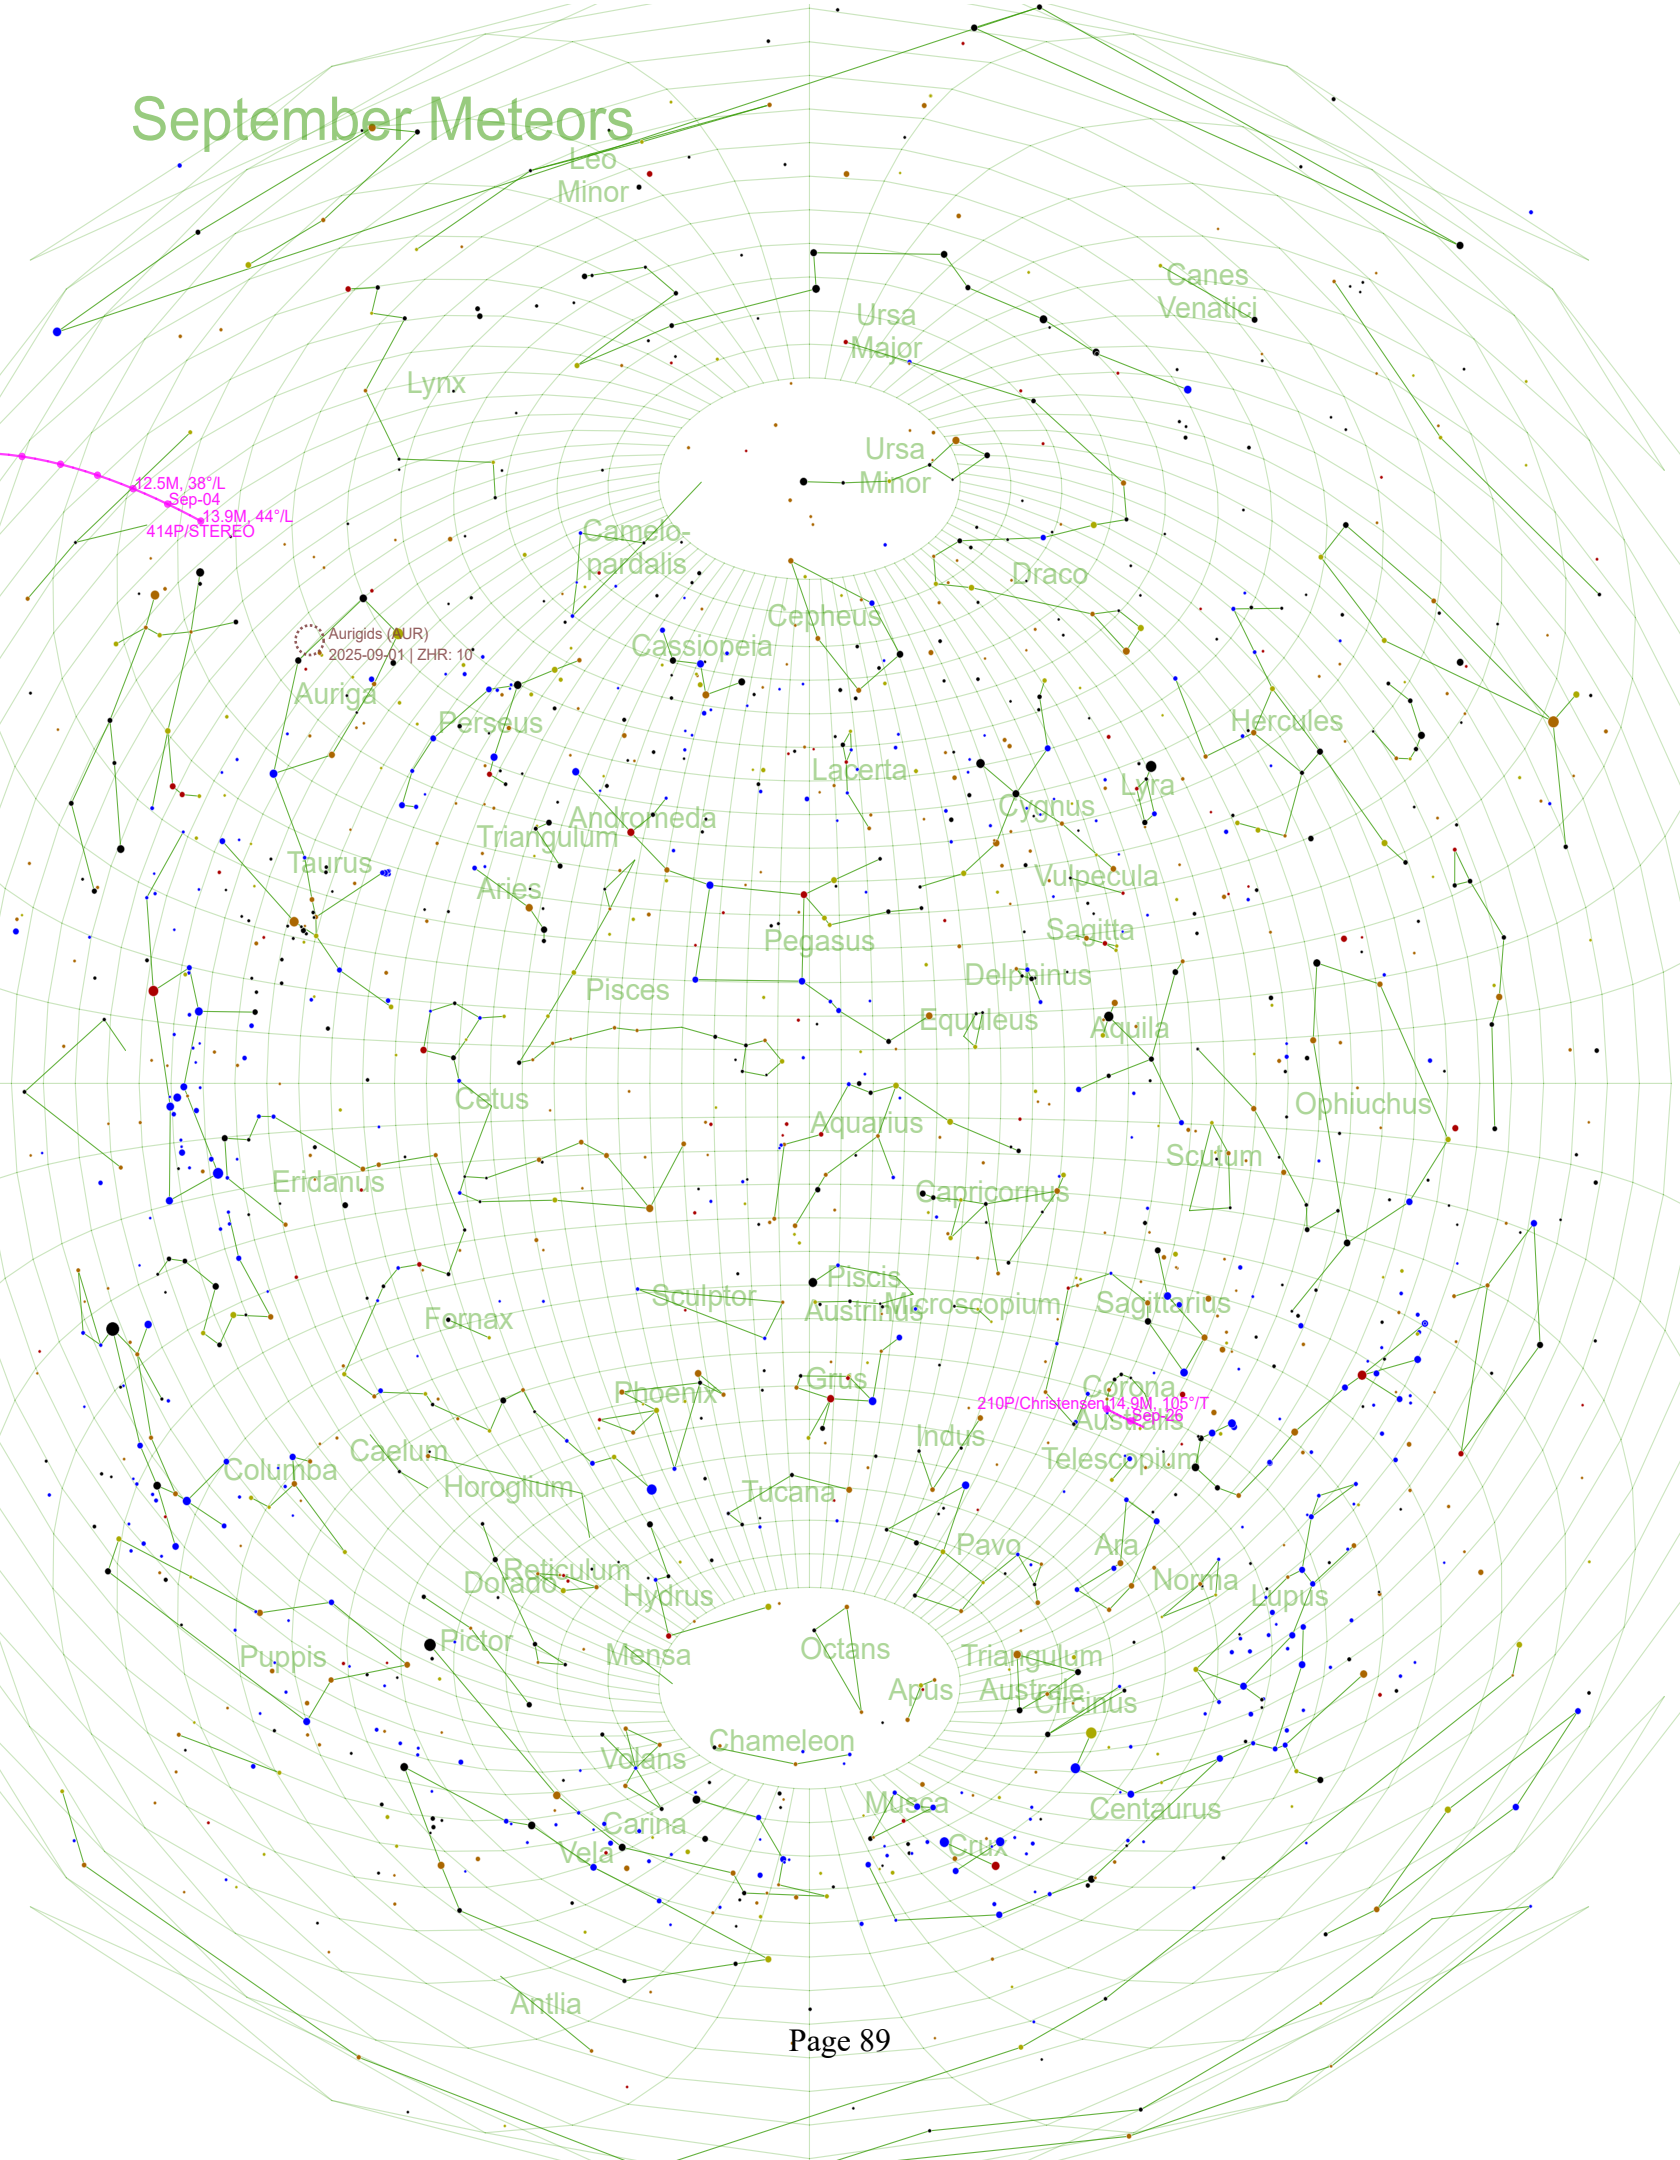 September Meteors
Leo
Minor
Canes
Venatici
Ursa
Major
Lynx
Ursa
Minor
12.5M, 38°/L
Sep-04
13.9M, 44°/L
414P/STEREO
Camelo-
pardalis
Draco
Cepheus
Aurigids (AUR)
2025-09-01 | ZHR: 10
Cassiopeia
Auriga
Perseus
Hercules
Lacerta
Lyra
Cygnus
Andromeda
Triangulum
Taurus
Aries
Vulpecula
Sagitta
Pegasus
Delphinus
Pisces
Equuleus
Aquila
Cetus
Ophiuchus
Aquarius
Scutum
Eridanus
Capricornus
Piscis
Austrinus
Sculptor
Microscopium
Sagittarius
Fornax
Grus
Phoenix
Corona
Australis
210P/Christensen
14.9M, 105°/T
Sep-26
Indus
Caelum
Telescopium
Columba
Horoglium
Tucana
Pavo
Ara
Reticulum
Dorado
Norma
Hydrus
Lupus
Pictor
Octans
Puppis
Mensa
Triangulum
Australe
Apus
Circinus
Chameleon
Volans
Musca
Centaurus
Carina
Crux
Vela
Antlia
Page 89